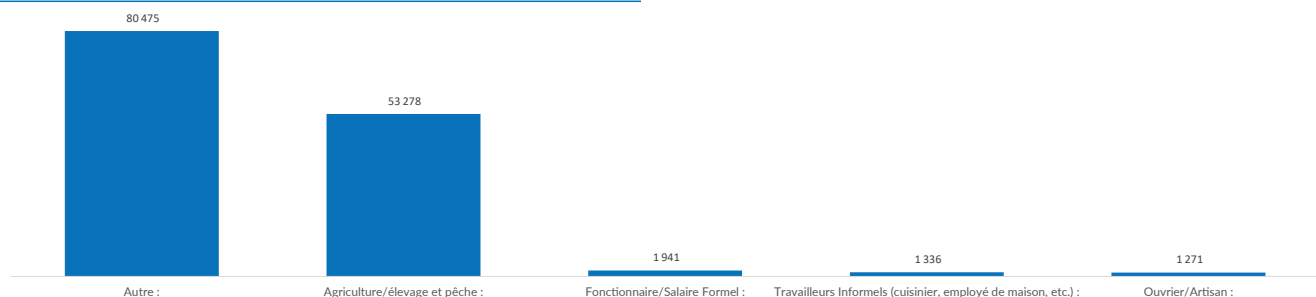 80 475
53 278
1 941
1 336
1 271
Autre :
Agriculture/élevage et pêche :
Fonctionnaire/Salaire Formel :
Travailleurs Informels (cuisinier, employé de maison, etc.) :
Ouvrier/Artisan :